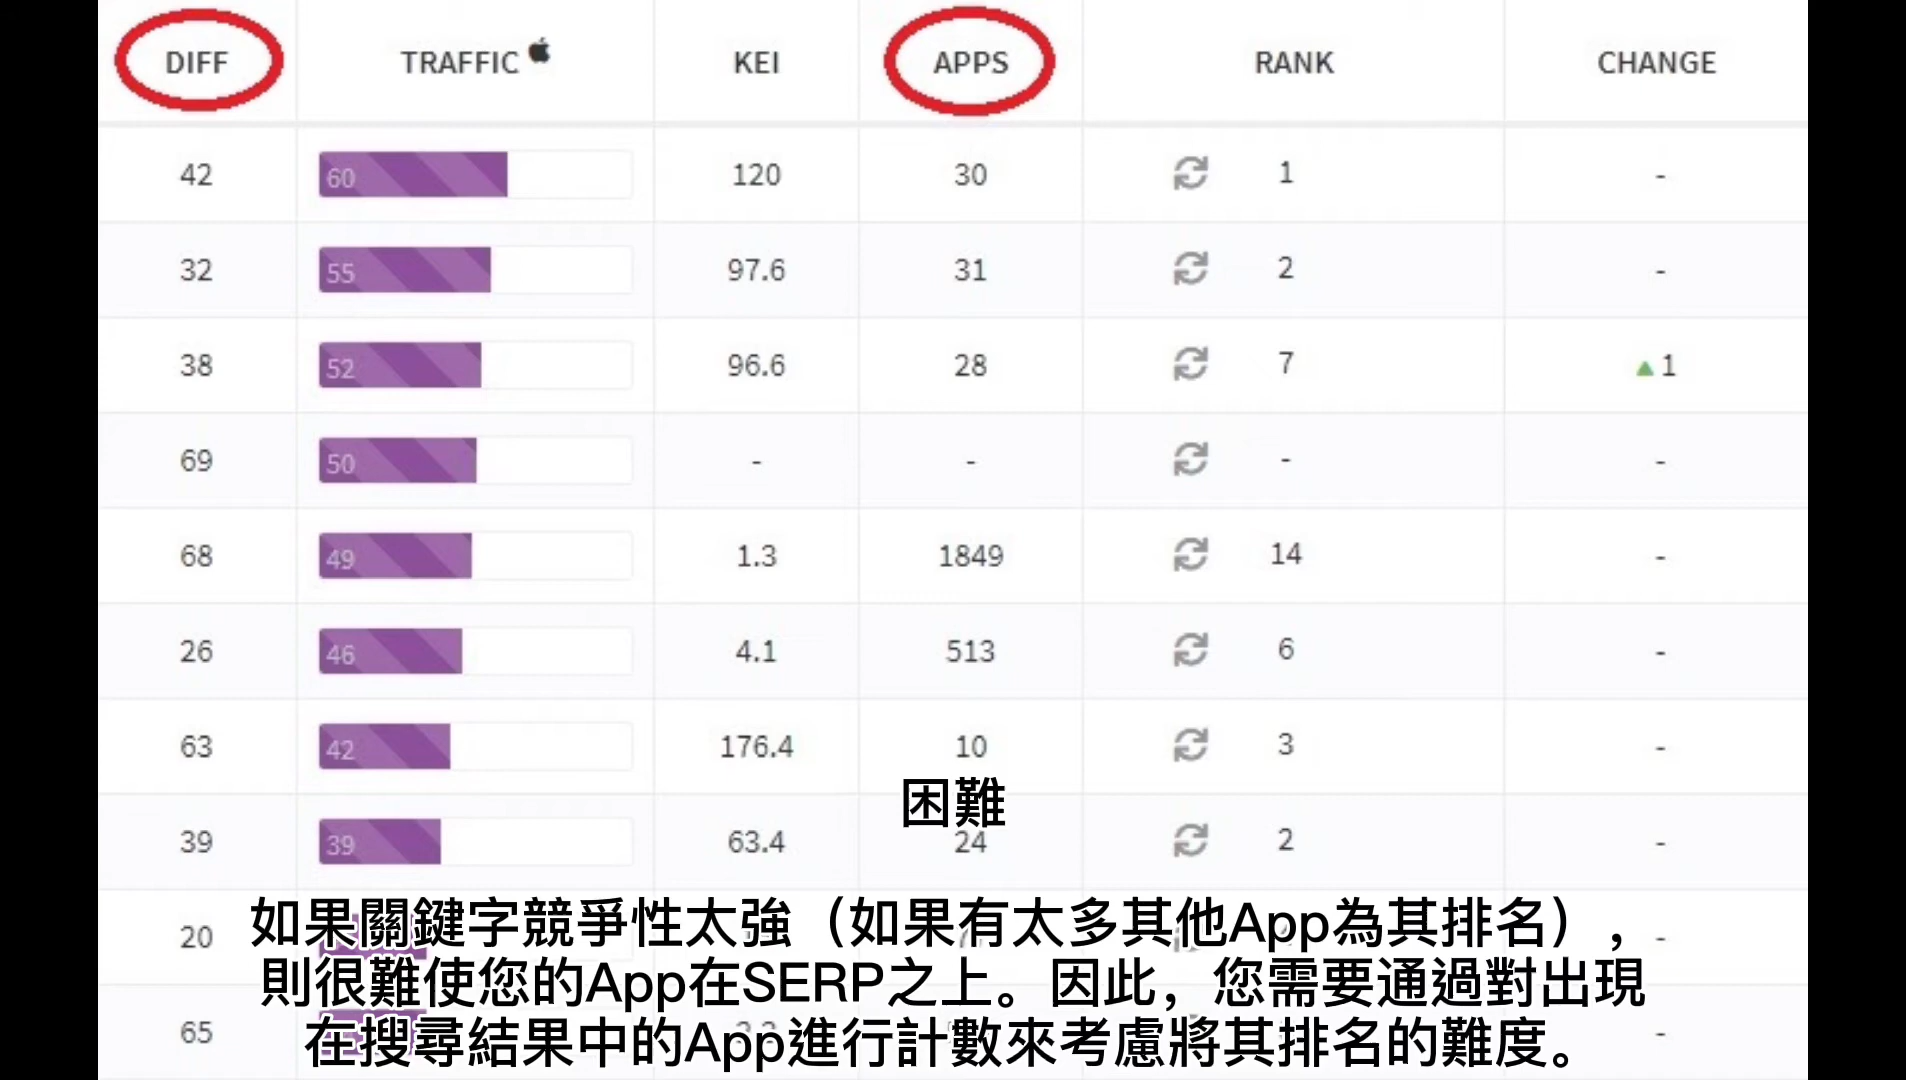 DIFF TRAFFIC KEI APPS RANK CHANGE
42 60 120 30 1 -
32 55 97.6 31 2 -
38 52 96.6 28 7 ▲1
69 50 - - - -
68 49 1.3 1849 14 -
26 46 4.1 513 6 -
63 42 176.4 10 3 -
困難
39 39 63.4 24 2 -
20 -
如果關鍵字競爭性太強（如果有太多其他App為其排名），
則很難使您的App在SERP之上。因此，您需要通過對出現
65 -
在搜尋結果中的App進行計數來考慮將其排名的難度。